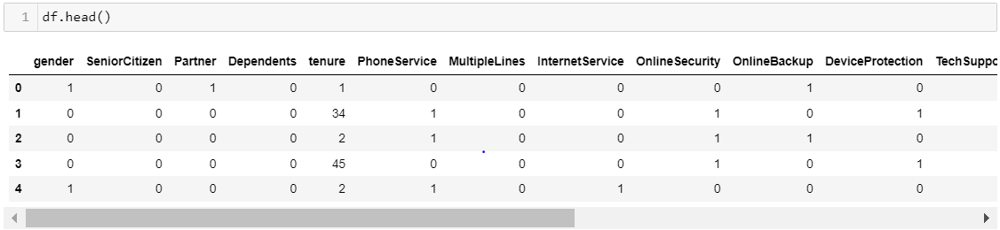 1 df.head()
gender SeniorCitizen Partner Dependents tenure PhoneService MultipleLines InternetService OnlineSecurity OnlineBackup DeviceProtection TechSuppo
0 1 0 1 0 1 0 0 0 0 1 0
1 0 0 0 0 34 1 0 0 1 0 1
2 0 0 0 0 2 1 0 0 1 1 0
3 0 0 0 0 45 0 0 0 1 0 1
4 1 0 0 0 2 1 0 1 0 0 0